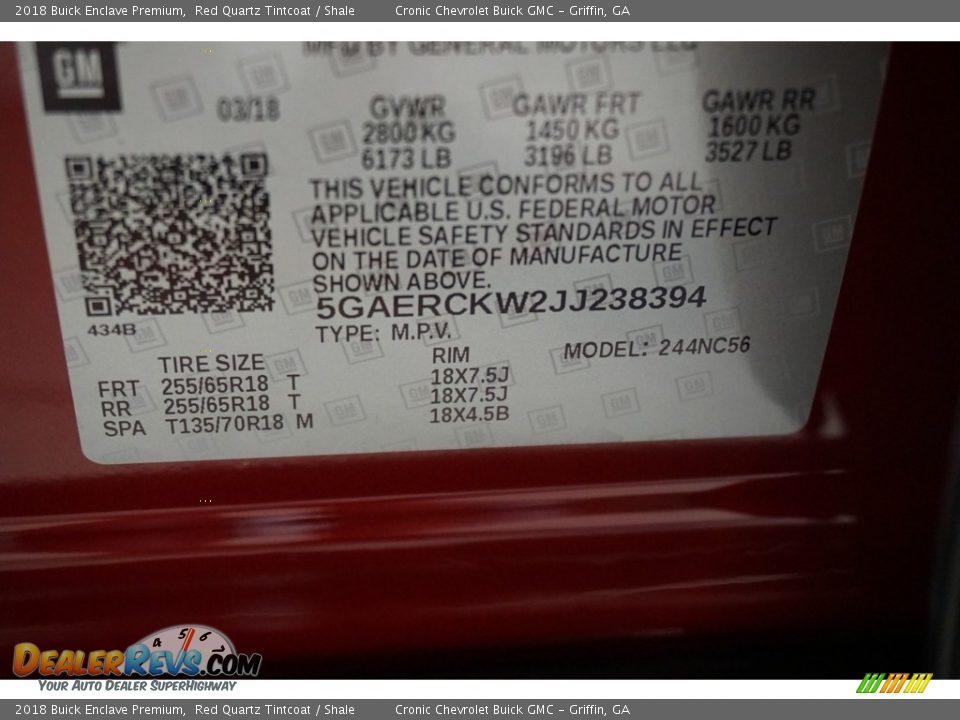 2018 Buick Enclave Premium, Red Quartz Tintcoat / Shale Cronic Chevrolet Buick GMC – Griffin, GA
MFD BY GENERAL MOTORS LLC
GM
03/18
GVWR GAWR FRT GAWR RR
2800 KG 1450 KG 1600 KG
6173 LB 3196 LB 3527 LB
THIS VEHICLE CONFORMS TO ALL
APPLICABLE U.S. FEDERAL MOTOR
VEHICLE SAFETY STANDARDS IN EFFECT
ON THE DATE OF MANUFACTURE
SHOWN ABOVE.
5GAERCKW2JJ238394
434B
TYPE: M.P.V.
MODEL: 244NC56
TIRE SIZE RIM
FRT 255/65R18 T 18X7.5J
RR 255/65R18 T 18X7.5J
SPA T135/70R18 M 18X4.5B
4 5 6
DEALERREVS.COM
YOUR AUTO DEALER SUPERHIGHWAY
2018 Buick Enclave Premium, Red Quartz Tintcoat / Shale Cronic Chevrolet Buick GMC – Griffin, GA